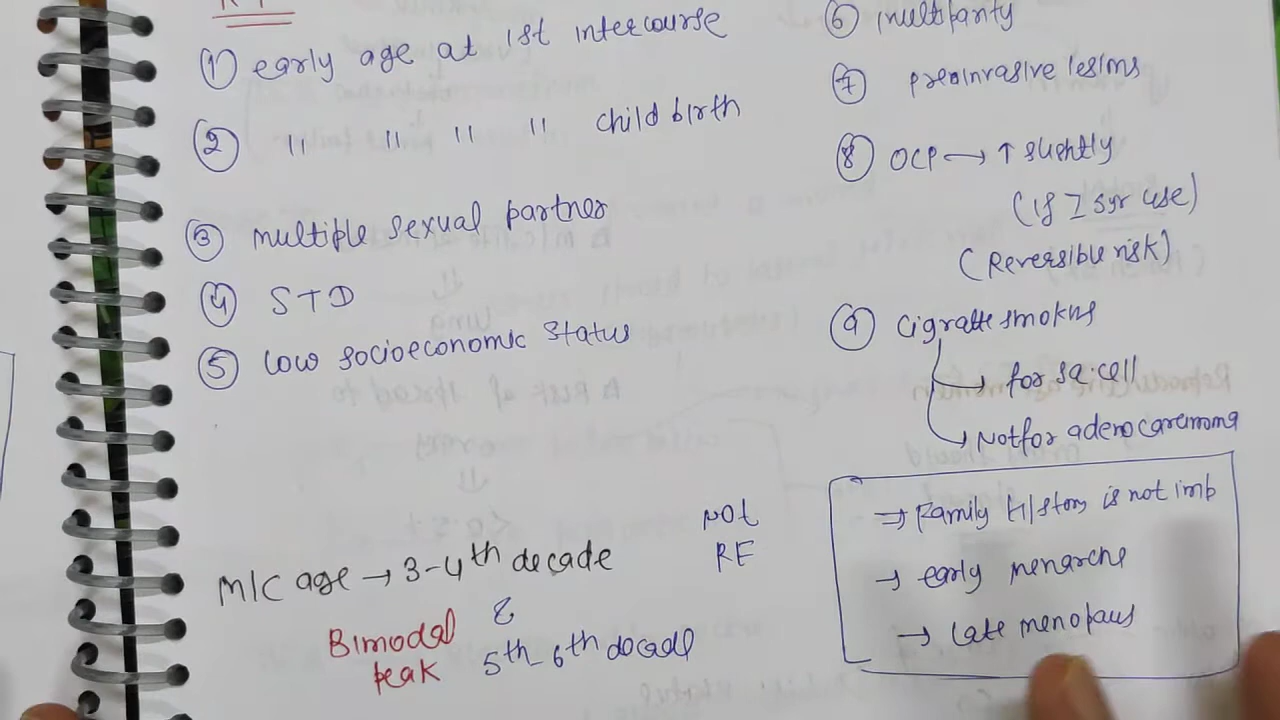 RF
① early age at 1st intercourse
② " " " " child birth
③ multiple sexual partner
④ STD
⑤ low socioeconomic status
⑥ multiparity
⑦ preinvasive lesions
⑧ OCP → ↑ slightly
(if I 5yr use)
(Reversible risk)
⑨ cigratte smokers
→ for sq. cell
→ Not for adenocarcinoma
M/C age → 3-4th decade
&
Bimodal peak
5th-6th decade
NOT
RF
⇒ Family History is not imp
→ early menarche
→ late menopaus